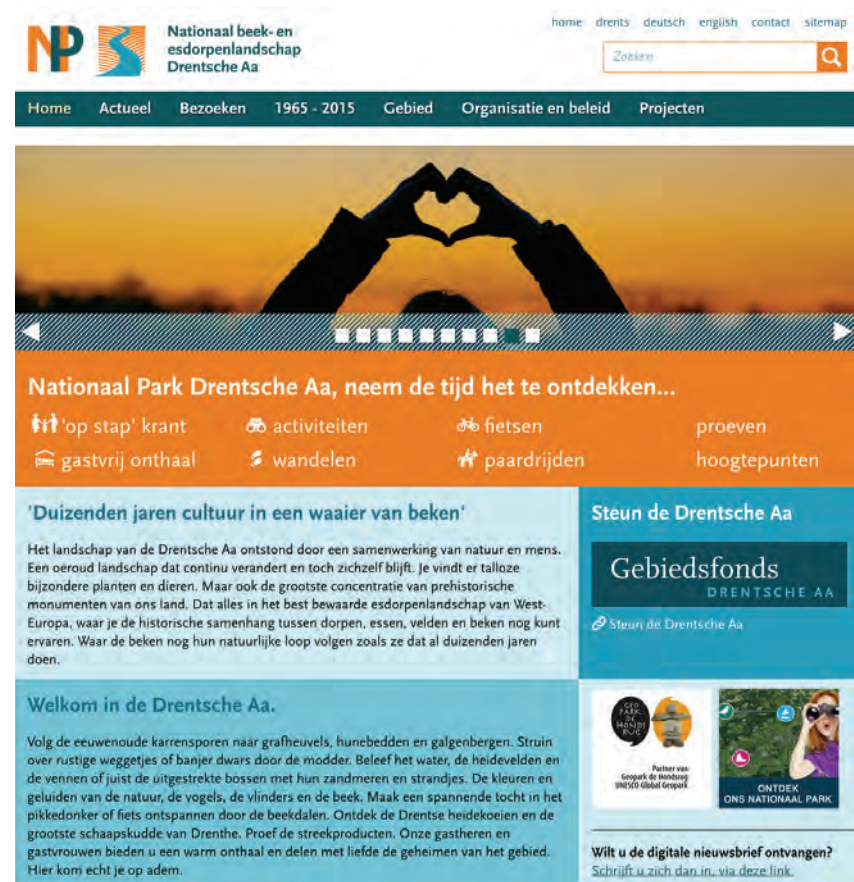 NP
Nationaal beek- en
esdorpenlandschap
Drentsche Aa
home drents deutsch english contact sitemap
Zoeken
Home Actueel Bezoeken 1965 - 2015 Gebied Organisatie en beleid Projecten
Nationaal Park Drentsche Aa, neem de tijd het te ontdekken...
'op stap' krant activiteiten fietsen proeven
gastvrij onthaal wandelen paardrijden hoogtepunten
'Duizenden jaren cultuur in een waaier van beken'
Het landschap van de Drentsche Aa ontstond door een samenwerking van natuur en mens.
Een oeroud landschap dat continu verandert en toch zichzelf blijft. Je vindt er talloze
bijzondere planten en dieren. Maar ook de grootste concentratie van prehistorische
monumenten van ons land. Dat alles in het best bewaarde esdorpenlandschap van West-
Europa, waar je de historische samenhang tussen dorpen, essen, velden en beken nog kunt
ervaren. Waar de beken nog hun natuurlijke loop volgen zoals ze dat al duizenden jaren
doen.
Steun de Drentsche Aa
Gebiedsfonds
DRENTSCHE AA
Steun de Drentsche Aa
Welkom in de Drentsche Aa.
Volg de eeuwenoude karrensporen naar grafheuvels, hunebedden en galgenbergen. Struin
over rustige weggetjes of banjer dwars door de modder. Beleef het water, de heidevelden en
de vennen of juist de uitgestrekte bossen met hun zandmeren en strandjes. De kleuren en
geluiden van de natuur, de vogels, de vlinders en de beek. Maak een spannende tocht in het
pikkedonker of fiets ontspannen door de beekdalen. Ontdek de Drentse heidekoeien en de
grootste schaapskudde van Drenthe. Proef de streekproducten. Onze gastheren en
gastvrouwen bieden u een warm onthaal en delen met liefde de geheimen van het gebied.
Hier kom echt je op adem.
GEO
PARK
DE
HONDS
RUG
Partner van:
Geopark de Hondsrug
UNESCO Global Geopark
ONTDEK
ONS NATIONAAL PARK
Wilt u de digitale nieuwsbrief ontvangen?
Schrijft u zich dan in, via deze link.